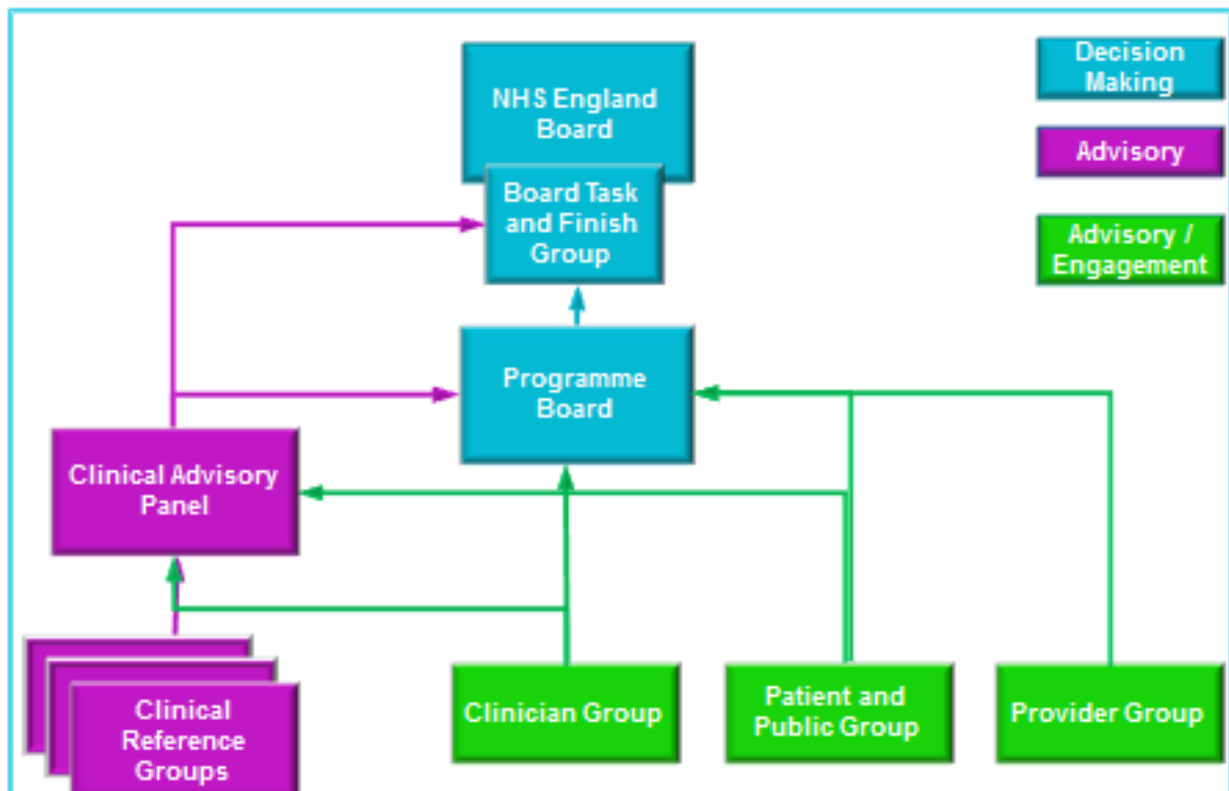 NHS England
Board
Board Task
and Finish
Group
Programme
Board
Clinical Advisory
Panel
Clinical
Reference
Groups
Clinician Group
Patient and
Public Group
Provider Group
Decision
Making
Advisory
Advisory /
Engagement